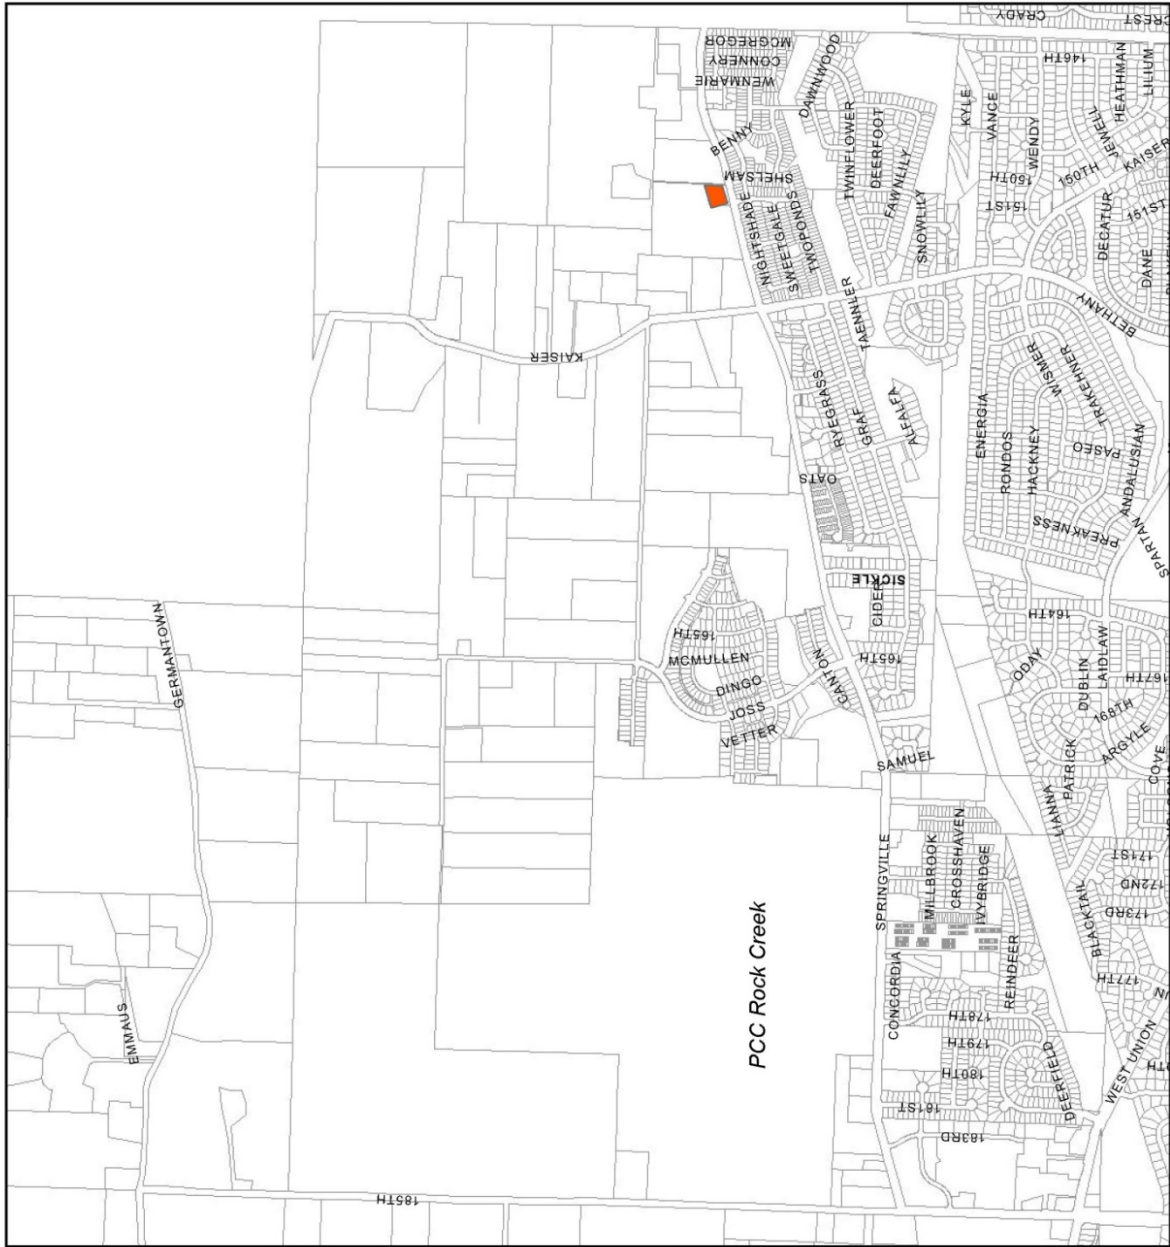 CRADY
CREST
MCGREGOR
CONNERY
WENMARIE
146TH
HEATHMAN
LILIUM
DAWNWOOD
KYLE
VANCE
WENDY
JEWELL
KAISER
BENNY
TWINFLOWER
DEERFOOT
FAWNLILY
150TH
150TH
SHELSAM
151ST
151ST
NIGHTSHADE
SWEETGALE
TWOPONDS
SNOWLILY
DECATUR
DANE
TAENNLER
BETHANY
KAISER
RYEGRASS
GRAF
ALFALFA
ENERGIA
RONDOS
HACKNEY
WISMER
TRAKEHNER
PASEO
ANDALUSIAN
OATS
PREAKNESS
SPARTAN
SICKLE
CIDER
GERMANTOWN
165TH
MCMULLEN
DINGO
JOSS
VETTER
CANTON
165TH
164TH
ODAY
DUBLIN
LAIDLAW
167TH
168TH
ARGYLE
PATRICK
COVE
SAMUEL
LIANNA
SPRINGVILLE
MILLBROOK
CROSSHAVEN
IVYBRIDGE
171ST
172ND
173RD
BLACKTAIL
REINDEER
177TH
PCC Rock Creek
CONCORDIA
178TH
179TH
180TH
181ST
183RD
DEERFIELD
WEST UNION
EMMAUS
185TH